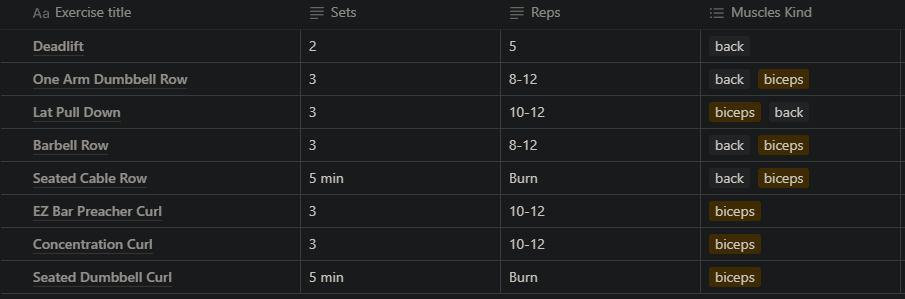 Aa Exercise title Sets Reps Muscles Kind
Deadlift 2 5 back
One Arm Dumbbell Row 3 8-12 back biceps
Lat Pull Down 3 10-12 biceps back
Barbell Row 3 8-12 back biceps
Seated Cable Row 5 min Burn back biceps
EZ Bar Preacher Curl 3 10-12 biceps
Concentration Curl 3 10-12 biceps
Seated Dumbbell Curl 5 min Burn biceps